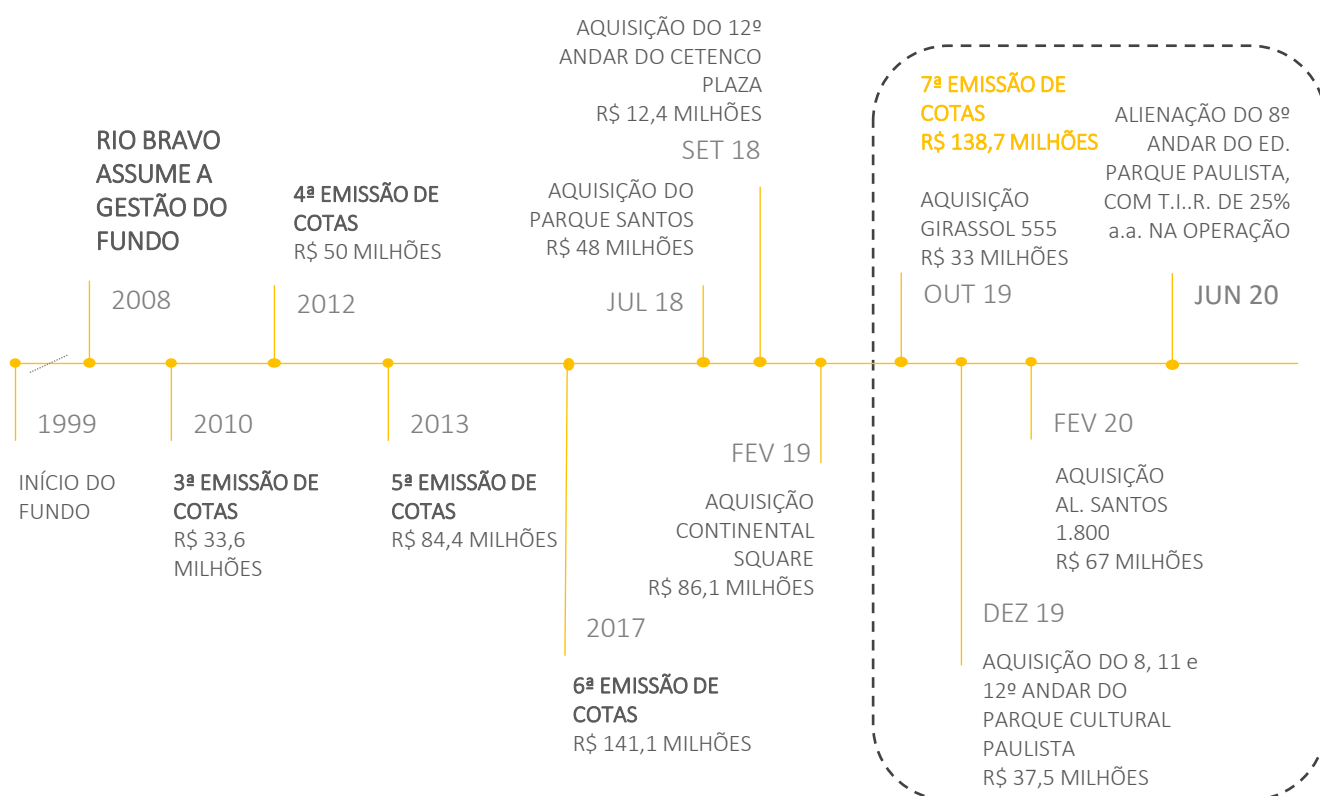 1999
INÍCIO DO
FUNDO
RIO BRAVO
ASSUME A
GESTÃO DO
FUNDO
2008
2010
3ª EMISSÃO DE
COTAS
R$ 33,6
MILHÕES
4ª EMISSÃO DE
COTAS
R$ 50 MILHÕES
2012
2013
5ª EMISSÃO DE
COTAS
R$ 84,4 MILHÕES
2017
6ª EMISSÃO DE
COTAS
R$ 141,1 MILHÕES
AQUISIÇÃO DO
PARQUE SANTOS
R$ 48 MILHÕES
JUL 18
AQUISIÇÃO DO 12º
ANDAR DO CETENCO
PLAZA
R$ 12,4 MILHÕES
SET 18
FEV 19
AQUISIÇÃO
CONTINENTAL
SQUARE
R$ 86,1 MILHÕES
7ª EMISSÃO DE
COTAS
R$ 138,7 MILHÕES
AQUISIÇÃO
GIRASSOL 555
R$ 33 MILHÕES
OUT 19
DEZ 19
AQUISIÇÃO DO 8, 11 e
12º ANDAR DO
PARQUE CULTURAL
PAULISTA
R$ 37,5 MILHÕES
FEV 20
AQUISIÇÃO
AL. SANTOS
1.800
R$ 67 MILHÕES
ALIENAÇÃO DO 8º
ANDAR DO ED.
PARQUE PAULISTA,
COM T.I..R. DE 25%
a.a. NA OPERAÇÃO
JUN 20